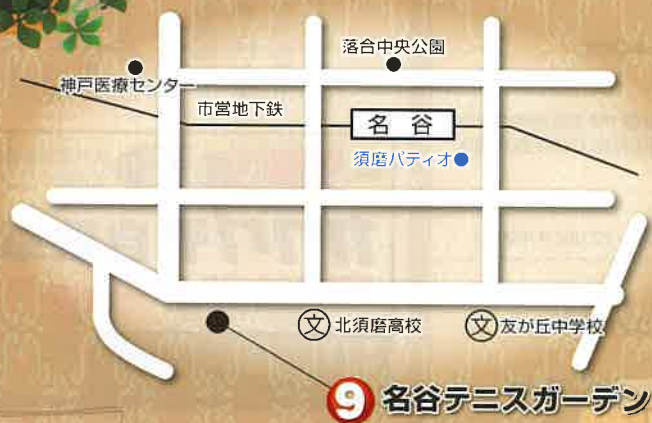 落合中央公園
神戸医療センター
市営地下鉄
名谷
須磨パティオ
文 北須磨高校
文 友が丘中学校
9 名谷テニスガーデン